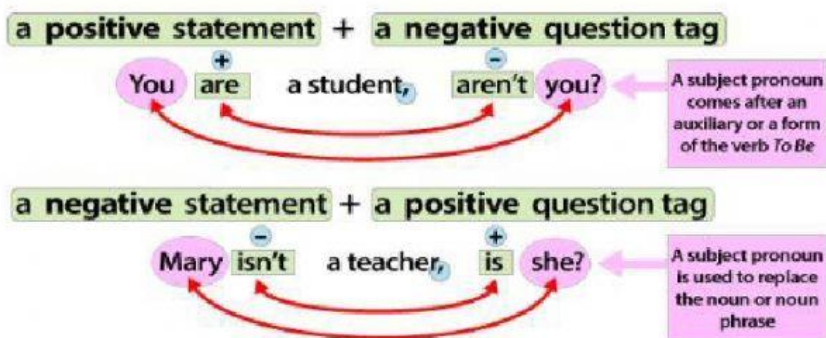 a positive statement + a negative question tag
+ −
You are a student, aren't you?
A subject pronoun
comes after an
auxiliary or a form
of the verb To Be
a negative statement + a positive question tag
− +
Mary isn't a teacher, is she?
A subject pronoun
is used to replace
the noun or noun
phrase